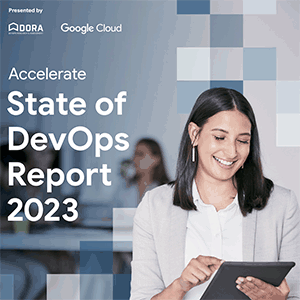 Presented by
DORA
Google Cloud
Accelerate
State of
DevOps
Report
2023